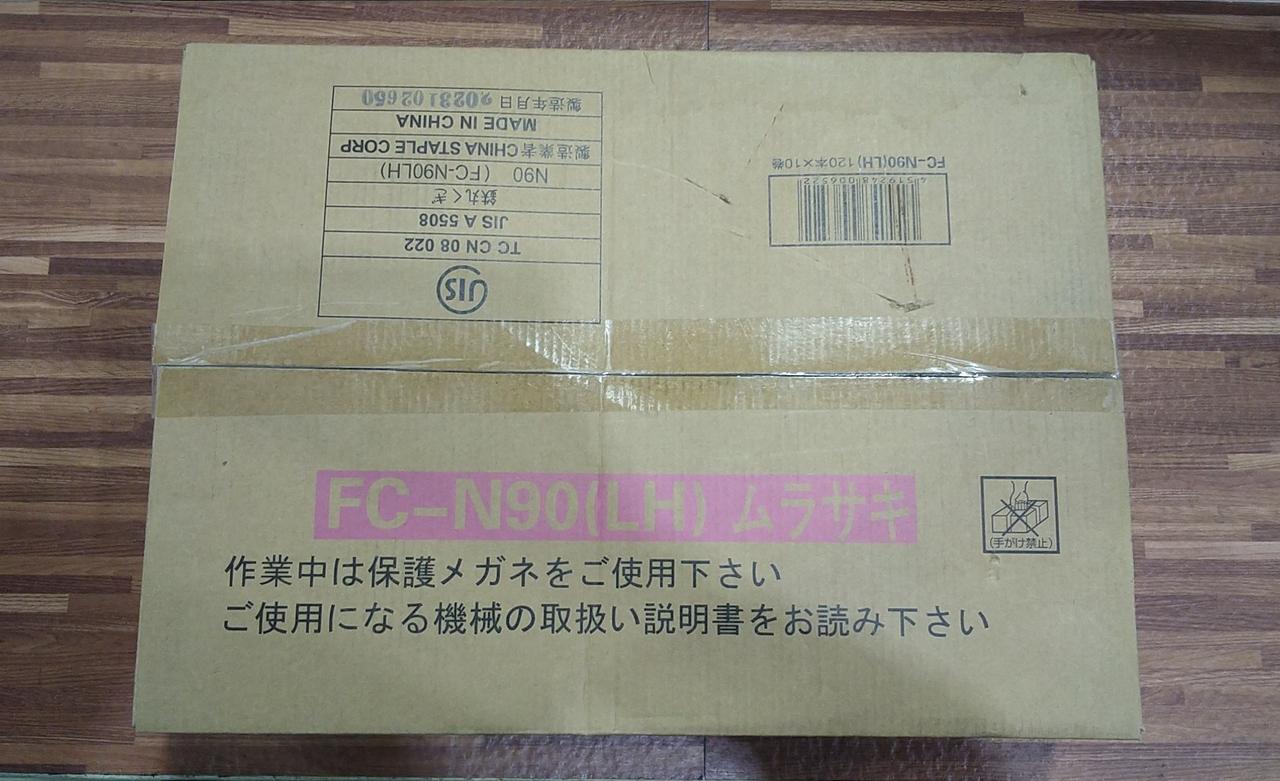 製造年月日 2023102650
MADE IN CHINA
製造業者 CHINA STAPLE CORP
N90 (FC-N90LH)
鉄丸くぎ
JIS A 5508
TC CN 08 022
JIS
FC-N90(LH) 120本×10巻
4519248006522
FC-N90(LH) ムラサキ
(手がけ禁止)
作業中は保護メガネをご使用下さい
ご使用になる機械の取扱い説明書をお読み下さい